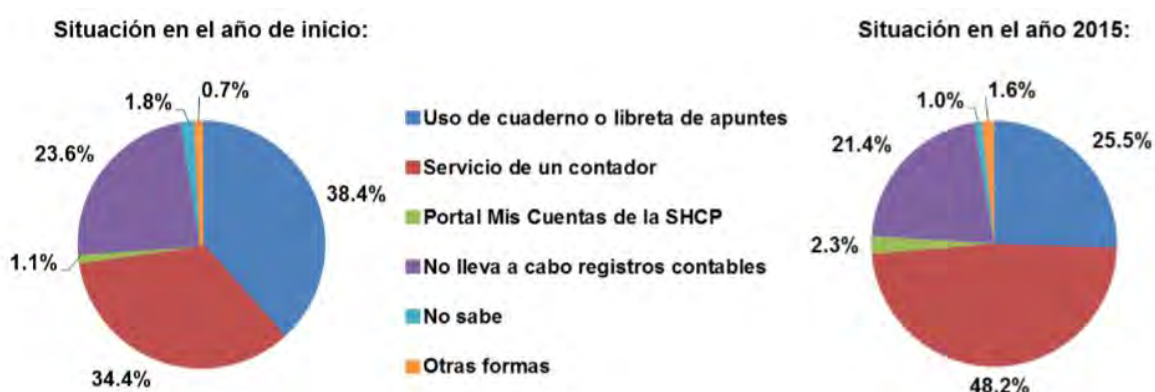 Situación en el año de inicio:
0.7%
1.8%
23.6%
38.4%
1.1%
34.4%
Uso de cuaderno o libreta de apuntes
Servicio de un contador
Portal Mis Cuentas de la SHCP
No lleva a cabo registros contables
No sabe
Otras formas
Situación en el año 2015:
1.6%
1.0%
21.4%
25.5%
2.3%
48.2%